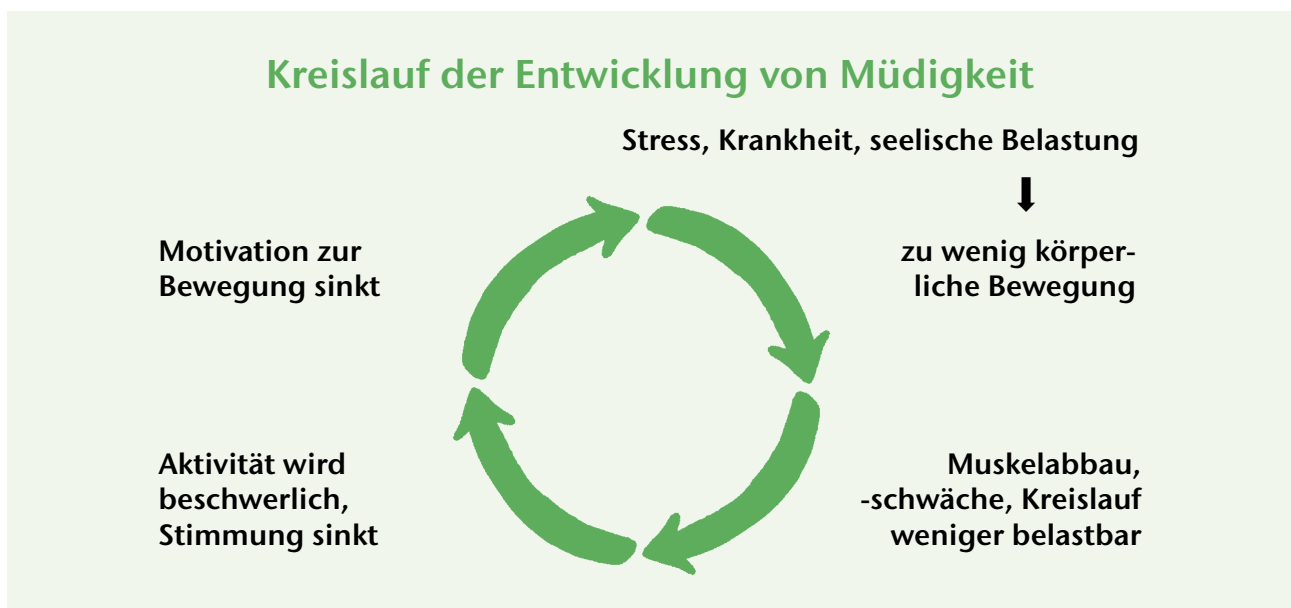 Kreislauf der Entwicklung von Müdigkeit
Stress, Krankheit, seelische Belastung
zu wenig körper-
liche Bewegung
Muskelabbau,
-schwäche, Kreislauf
weniger belastbar
Aktivität wird
beschwerlich,
Stimmung sinkt
Motivation zur
Bewegung sinkt